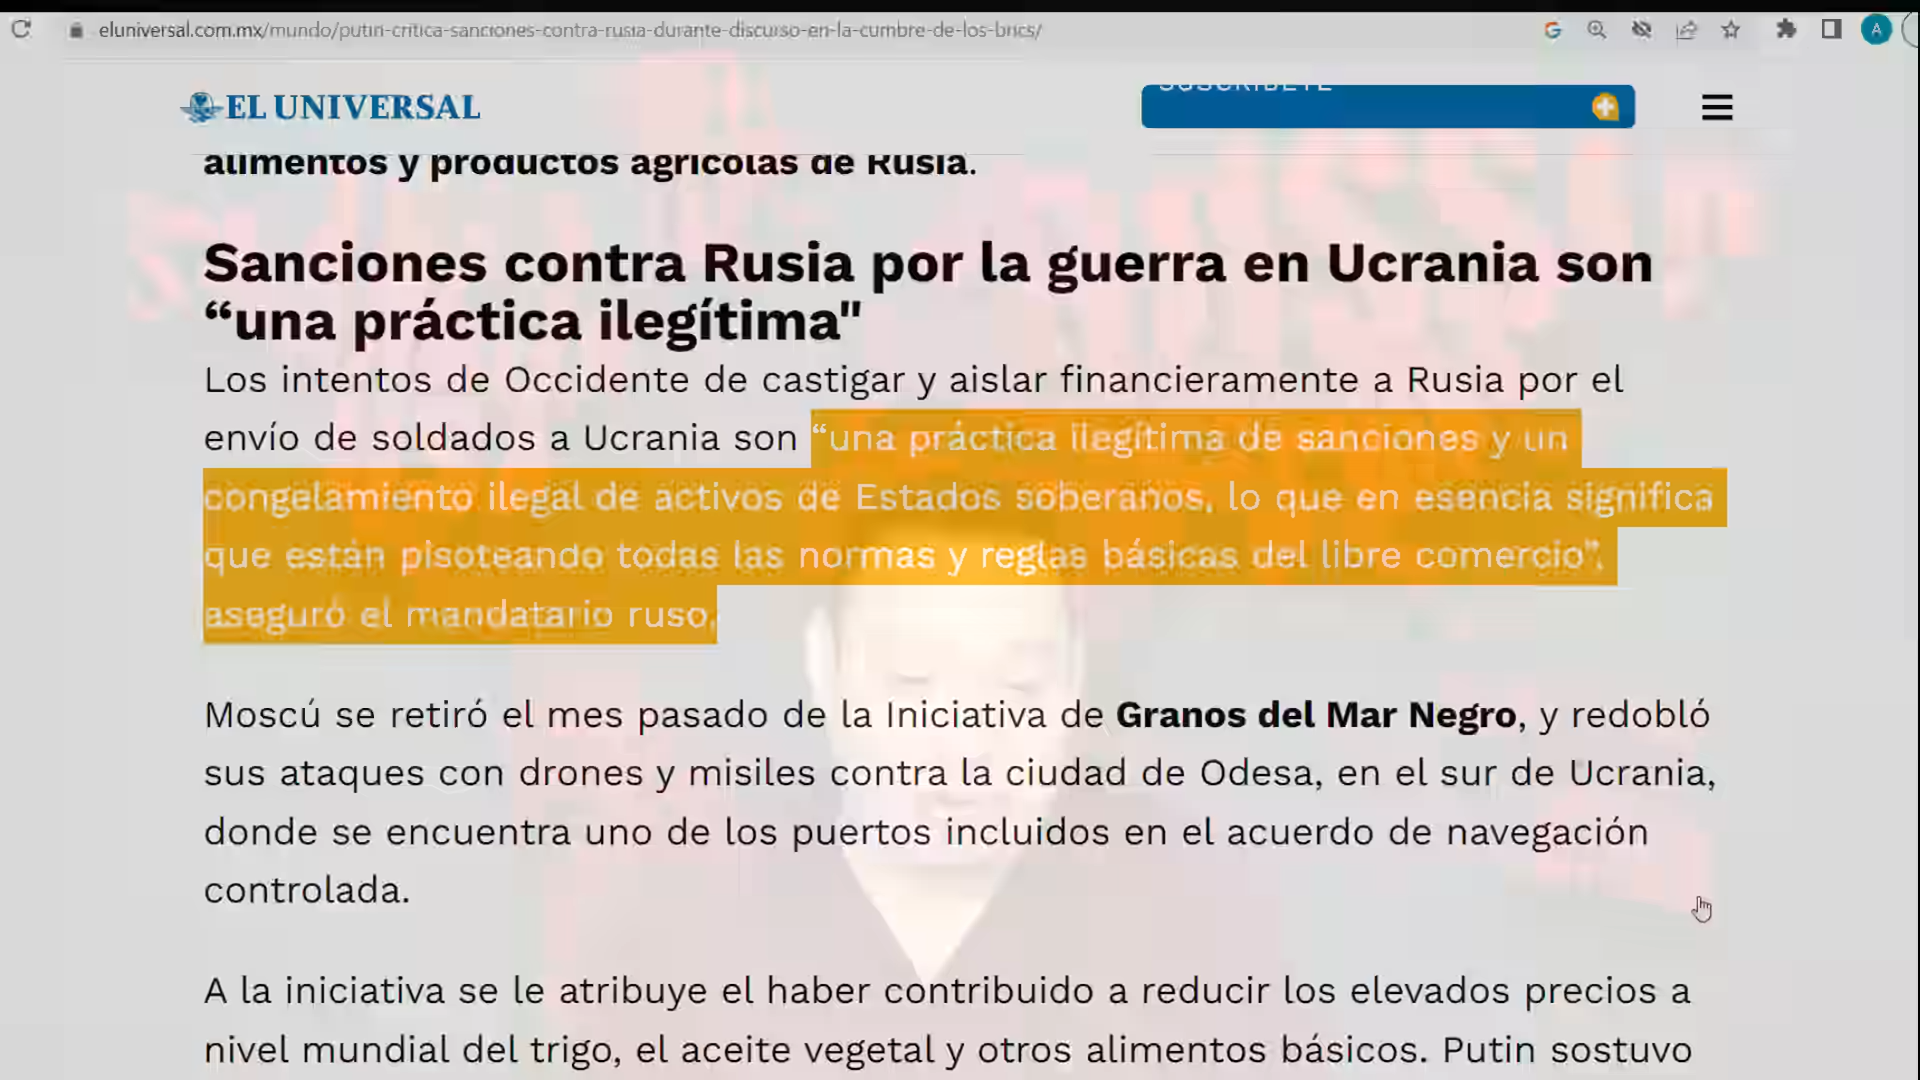 eluniversal.com.mx/mundo/putin-critica-sanciones-contra-rusia-durante-discurso-en-la-cumbre-de-los-brics/
A
EL UNIVERSAL
SUSCRÍBETE
alimentos y productos agrícolas de Rusia.
Sanciones contra Rusia por la guerra en Ucrania son
“una práctica ilegítima"
Los intentos de Occidente de castigar y aislar financieramente a Rusia por el
envío de soldados a Ucrania son “una práctica ilegítima de sanciones y un
congelamiento ilegal de activos de Estados soberanos, lo que en esencia significa
que están pisoteando todas las normas y reglas básicas del libre comercio”,
aseguró el mandatario ruso.
Moscú se retiró el mes pasado de la Iniciativa de Granos del Mar Negro, y redobló
sus ataques con drones y misiles contra la ciudad de Odesa, en el sur de Ucrania,
donde se encuentra uno de los puertos incluidos en el acuerdo de navegación
controlada.
A la iniciativa se le atribuye el haber contribuido a reducir los elevados precios a
nivel mundial del trigo, el aceite vegetal y otros alimentos básicos. Putin sostuvo